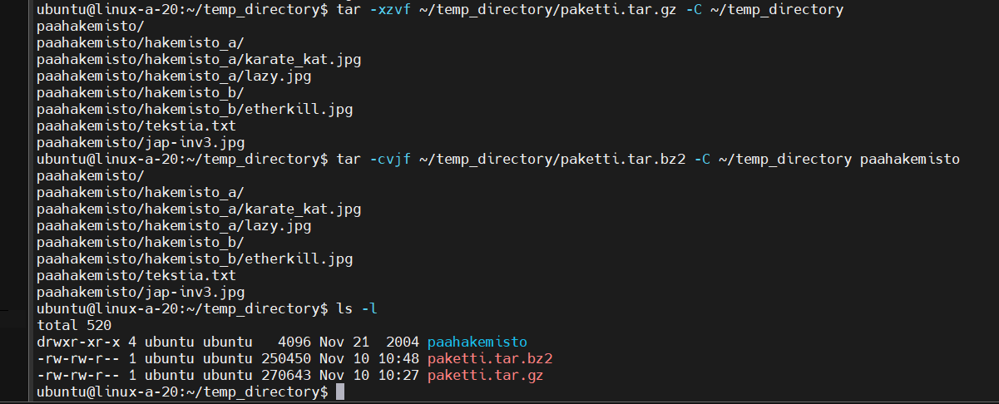 ubuntu@linux-a-20:~/temp_directory$ tar -xzvf ~/temp_directory/paketti.tar.gz -C ~/temp_directory
paahakemisto/
paahakemisto/hakemisto_a/
paahakemisto/hakemisto_a/karate_kat.jpg
paahakemisto/hakemisto_a/lazy.jpg
paahakemisto/hakemisto_b/
paahakemisto/hakemisto_b/etherkill.jpg
paahakemisto/tekstia.txt
paahakemisto/jap-inv3.jpg
ubuntu@linux-a-20:~/temp_directory$ tar -cvjf ~/temp_directory/paketti.tar.bz2 -C ~/temp_directory paahakemisto
paahakemisto/
paahakemisto/hakemisto_a/
paahakemisto/hakemisto_a/karate_kat.jpg
paahakemisto/hakemisto_a/lazy.jpg
paahakemisto/hakemisto_b/
paahakemisto/hakemisto_b/etherkill.jpg
paahakemisto/tekstia.txt
paahakemisto/jap-inv3.jpg
ubuntu@linux-a-20:~/temp_directory$ ls -l
total 520
drwxr-xr-x 4 ubuntu ubuntu   4096 Nov 21  2004 paahakemisto
-rw-rw-r-- 1 ubuntu ubuntu 250450 Nov 10 10:48 paketti.tar.bz2
-rw-rw-r-- 1 ubuntu ubuntu 270643 Nov 10 10:27 paketti.tar.gz
ubuntu@linux-a-20:~/temp_directory$